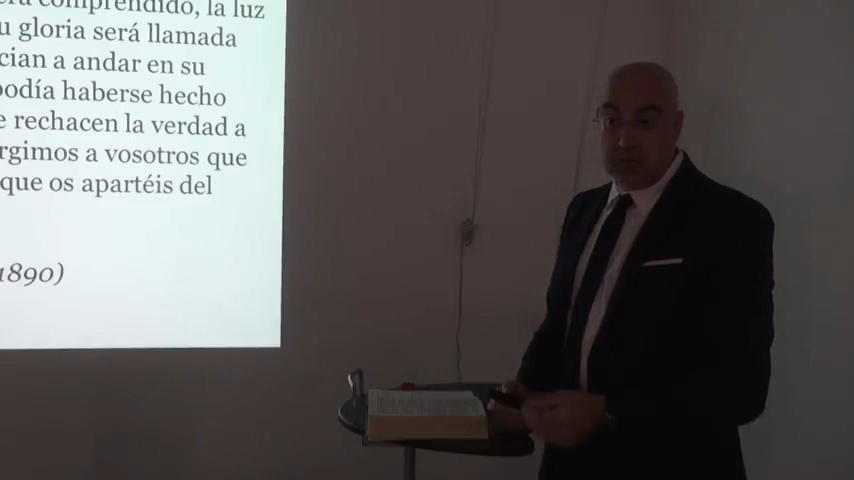 comprendido, la luz
u gloria será llamada
cian a andar en su
podía haberse hecho
e rechacen la verdad a
rgimos a vosotros que
que os apartéis del
1890)